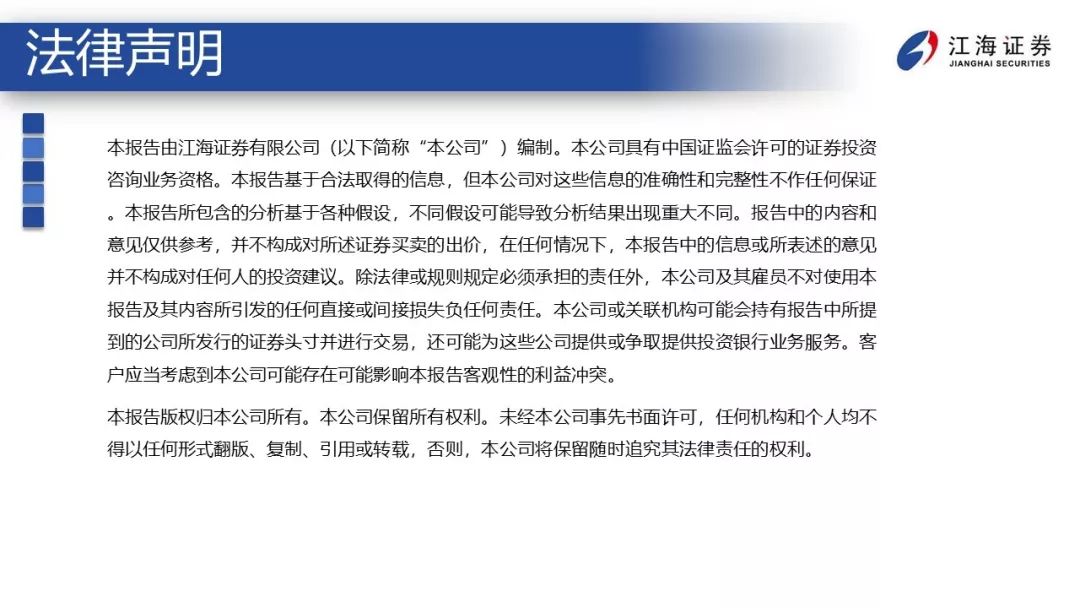 法律声明
江海证券
JIANGHAI SECURITIES
本报告由江海证券有限公司（以下简称“本公司”）编制。本公司具有中国证监会许可的证券投资
咨询业务资格。本报告基于合法取得的信息，但本公司对这些信息的准确性和完整性不作任何保证
。本报告所包含的分析基于各种假设，不同假设可能导致分析结果出现重大不同。报告中的内容和
意见仅供参考，并不构成对所述证券买卖的出价，在任何情况下，本报告中的信息或所表述的意见
并不构成对任何人的投资建议。除法律或规则规定必须承担的责任外，本公司及其雇员不对使用本
报告及其内容所引发的任何直接或间接损失负任何责任。本公司或关联机构可能会持有报告中所提
到的公司所发行的证券头寸并进行交易，还可能为这些公司提供或争取提供投资银行业务服务。客
户应当考虑到本公司可能存在可能影响本报告客观性的利益冲突。
本报告版权归本公司所有。本公司保留所有权利。未经本公司事先书面许可，任何机构和个人均不
得以任何形式翻版、复制、引用或转载，否则，本公司将保留随时追究其法律责任的权利。